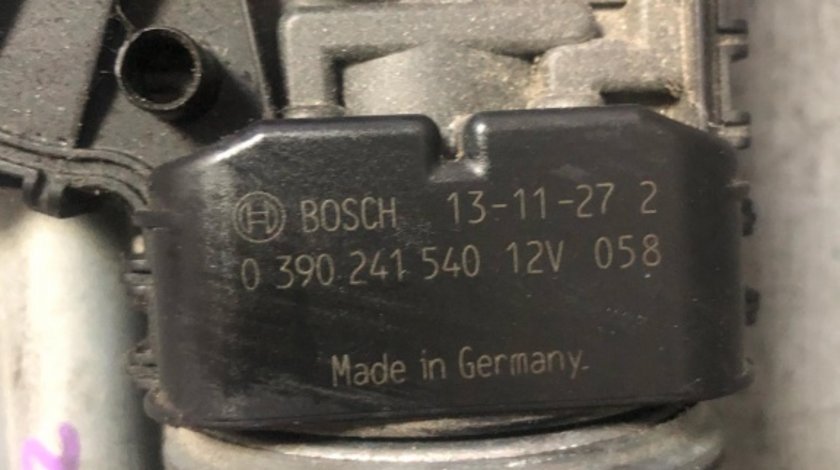 BOSCH 13-11-27 2
0 390 241 540 12V 058
Made in Germany.